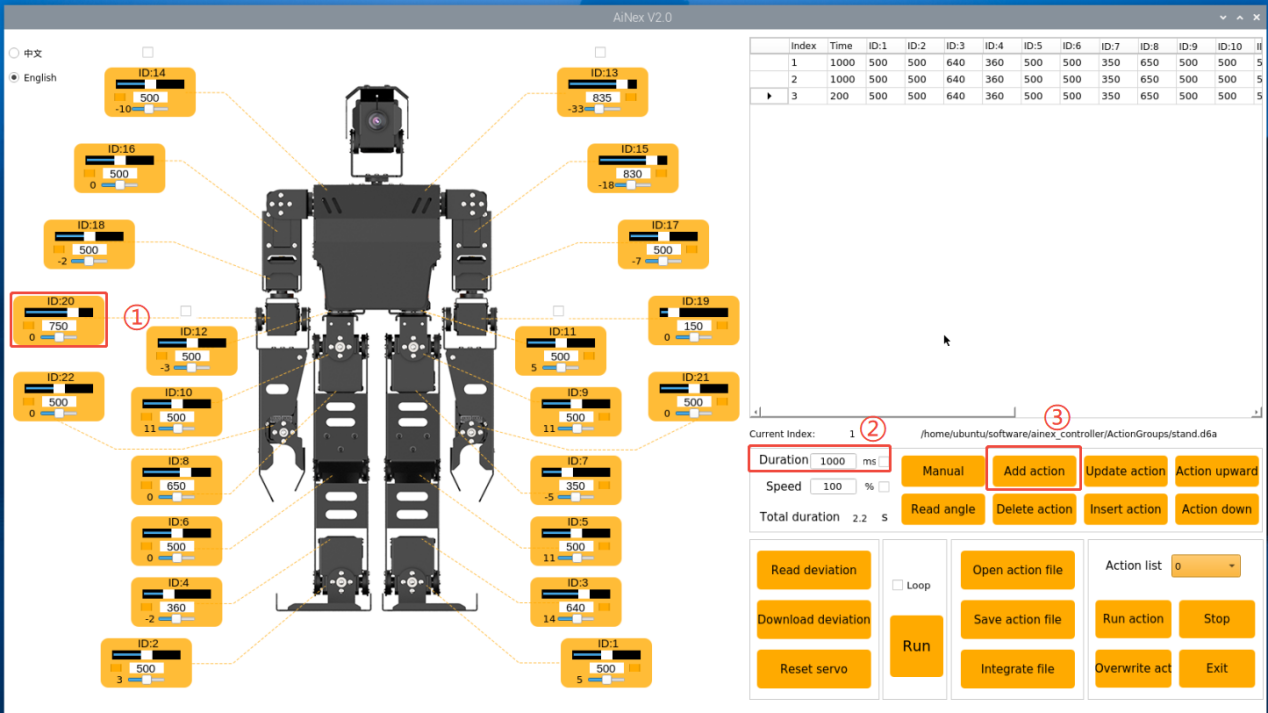 AiNex V2.0
中文
English
ID:14
500
-10
ID:13
835
-33
ID:16
500
0
ID:15
830
-18
ID:18
500
-2
ID:17
500
-7
ID:20
750
0
①
ID:19
150
0
ID:12
500
-3
ID:11
500
5
ID:22
500
0
ID:21
500
0
ID:10
500
11
ID:9
500
11
ID:8
650
0
ID:7
350
-5
ID:6
500
0
ID:5
500
11
ID:4
360
-2
ID:3
640
14
ID:2
500
3
ID:1
500
5
Index Time ID:1 ID:2 ID:3 ID:4 ID:5 ID:6 ID:7 ID:8 ID:9 ID:10
1 1000 500 500 640 360 500 500 350 650 500 500 5
2 1000 500 500 640 360 500 500 350 650 500 500 5
3 200 500 500 640 360 500 500 350 650 500 500 5
Current Index: 1 ② /home/ubuntu/software/ainex_controller/ActionGroups/stand.d6a
③
Duration 1000 ms
Speed 100 %
Total duration 2.2 s
Manual Add action Update action Action upward
Read angle Delete action Insert action Action down
Read deviation
Download deviation
Reset servo
Loop
Run
Open action file
Save action file
Integrate file
Action list 0
Run action Stop
Overwrite act Exit